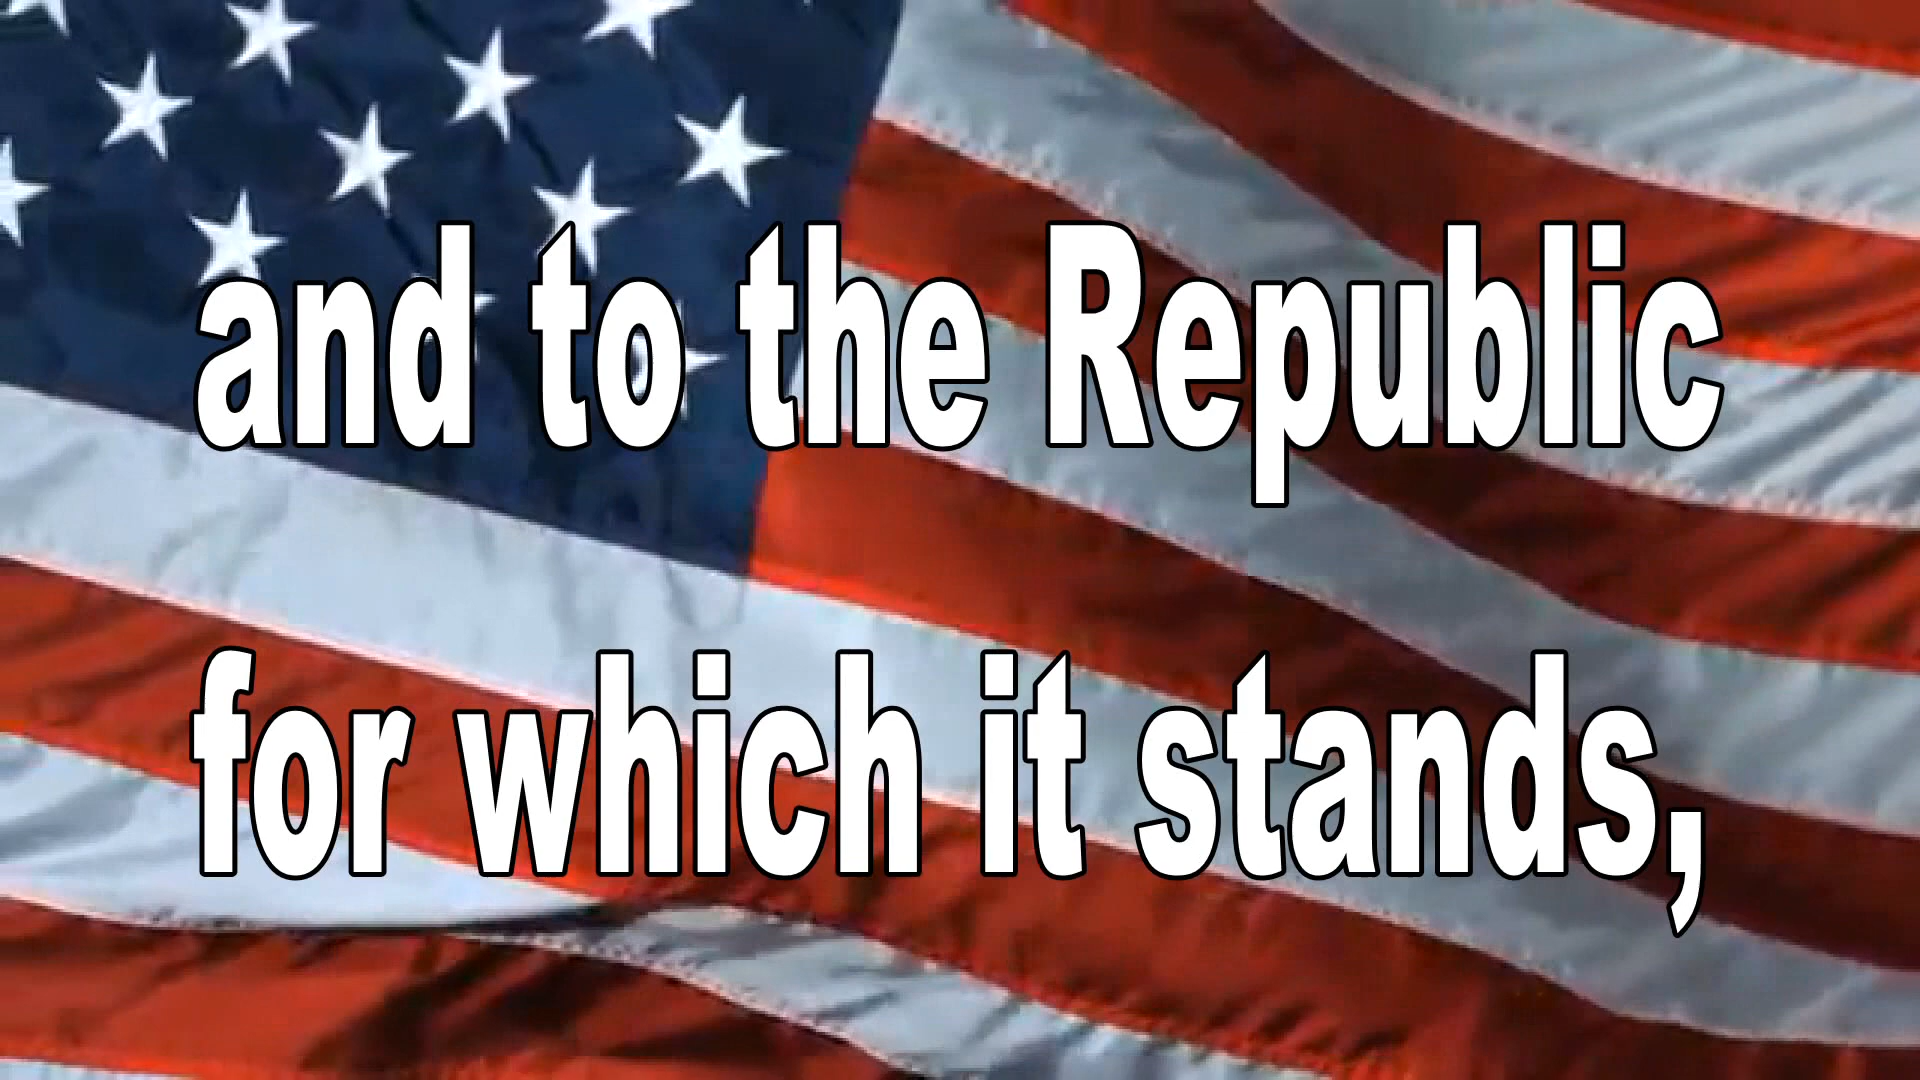 and to the Republic
for which it stands,